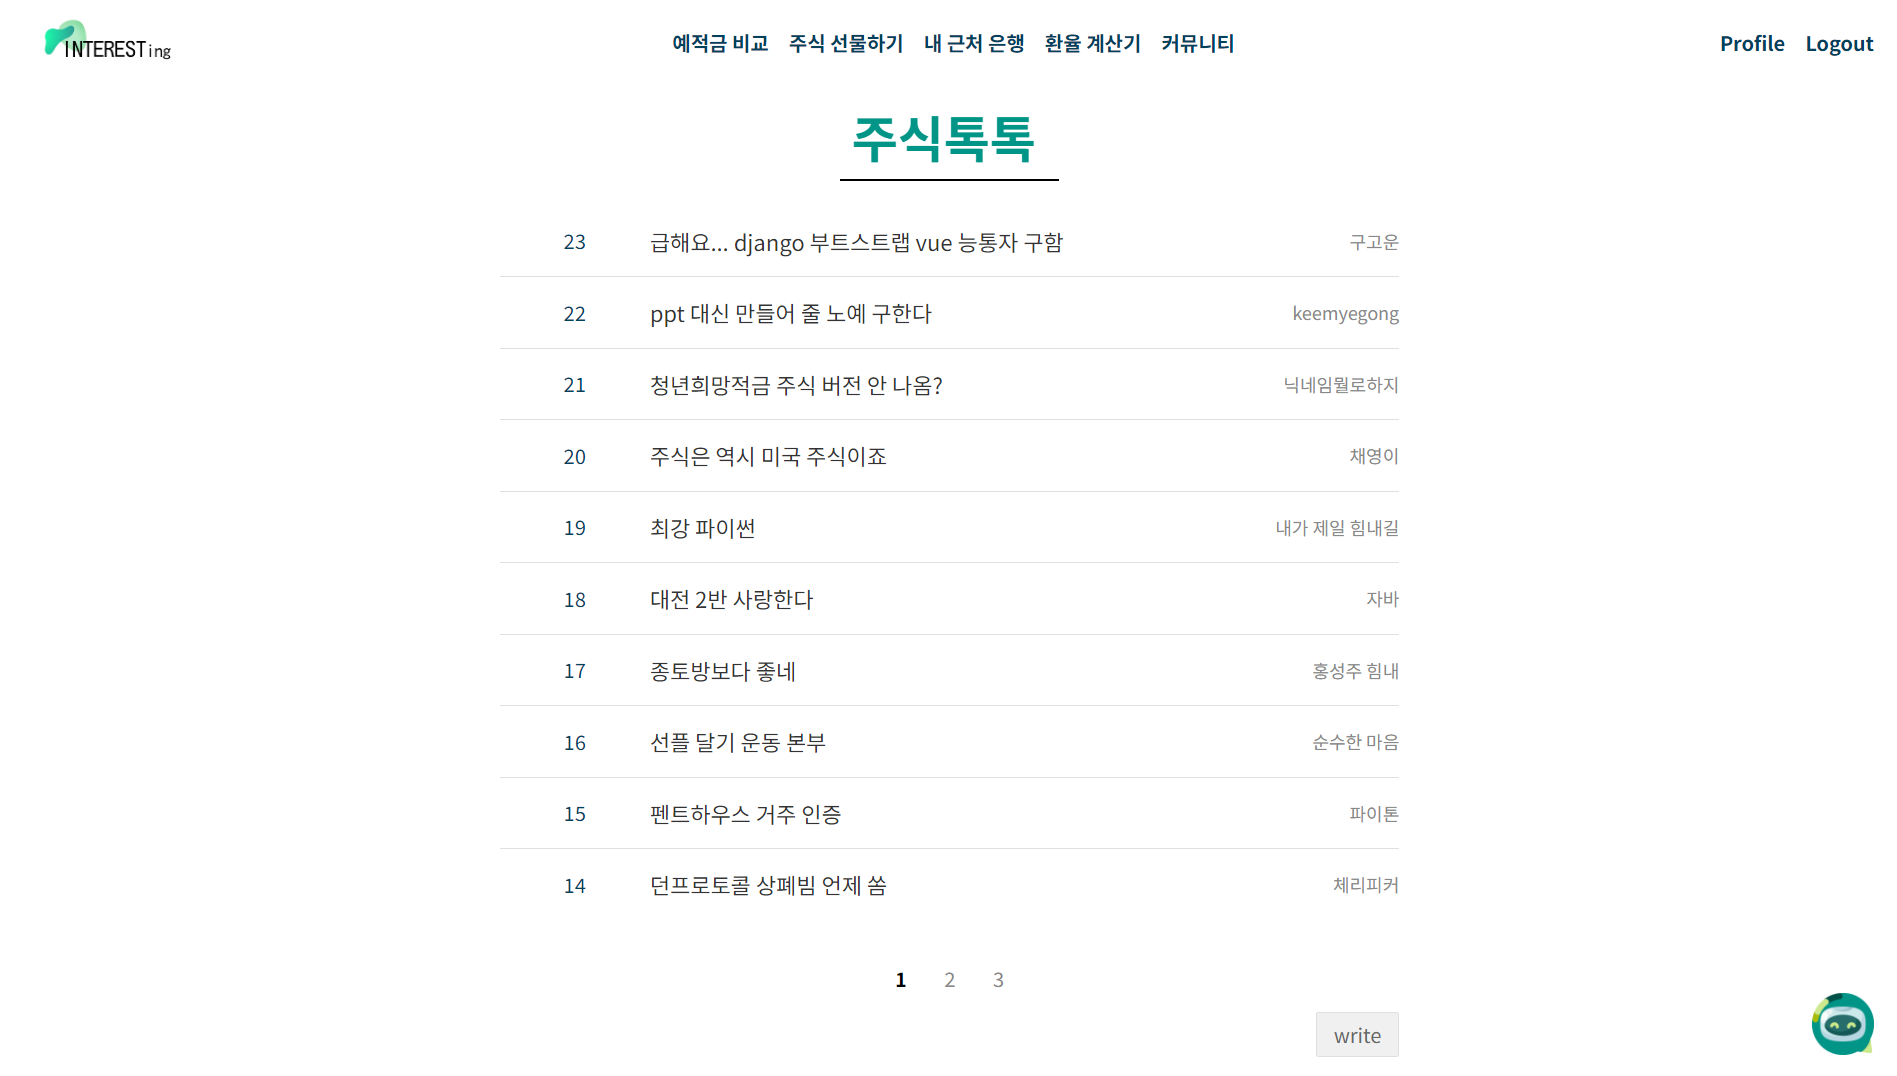 INTERESTing
예적금 비교 주식 선물하기 내 근처 은행 환율 계산기 커뮤니티
Profile Logout
주식톡톡
23 급해요... django 부트스트랩 vue 능통자 구함 구고운
22 ppt 대신 만들어 줄 노예 구한다 keemyegong
21 청년희망적금 주식 버전 안 나옴? 닉네임뭘로하지
20 주식은 역시 미국 주식이죠 채영이
19 최강 파이썬 내가 제일 힘내길
18 대전 2반 사랑한다 자바
17 종토방보다 좋네 홍성주 힘내
16 선플 달기 운동 본부 순수한 마음
15 펜트하우스 거주 인증 파이톤
14 던프로토콜 상폐빔 언제 쏨 체리피커
1 2 3
write